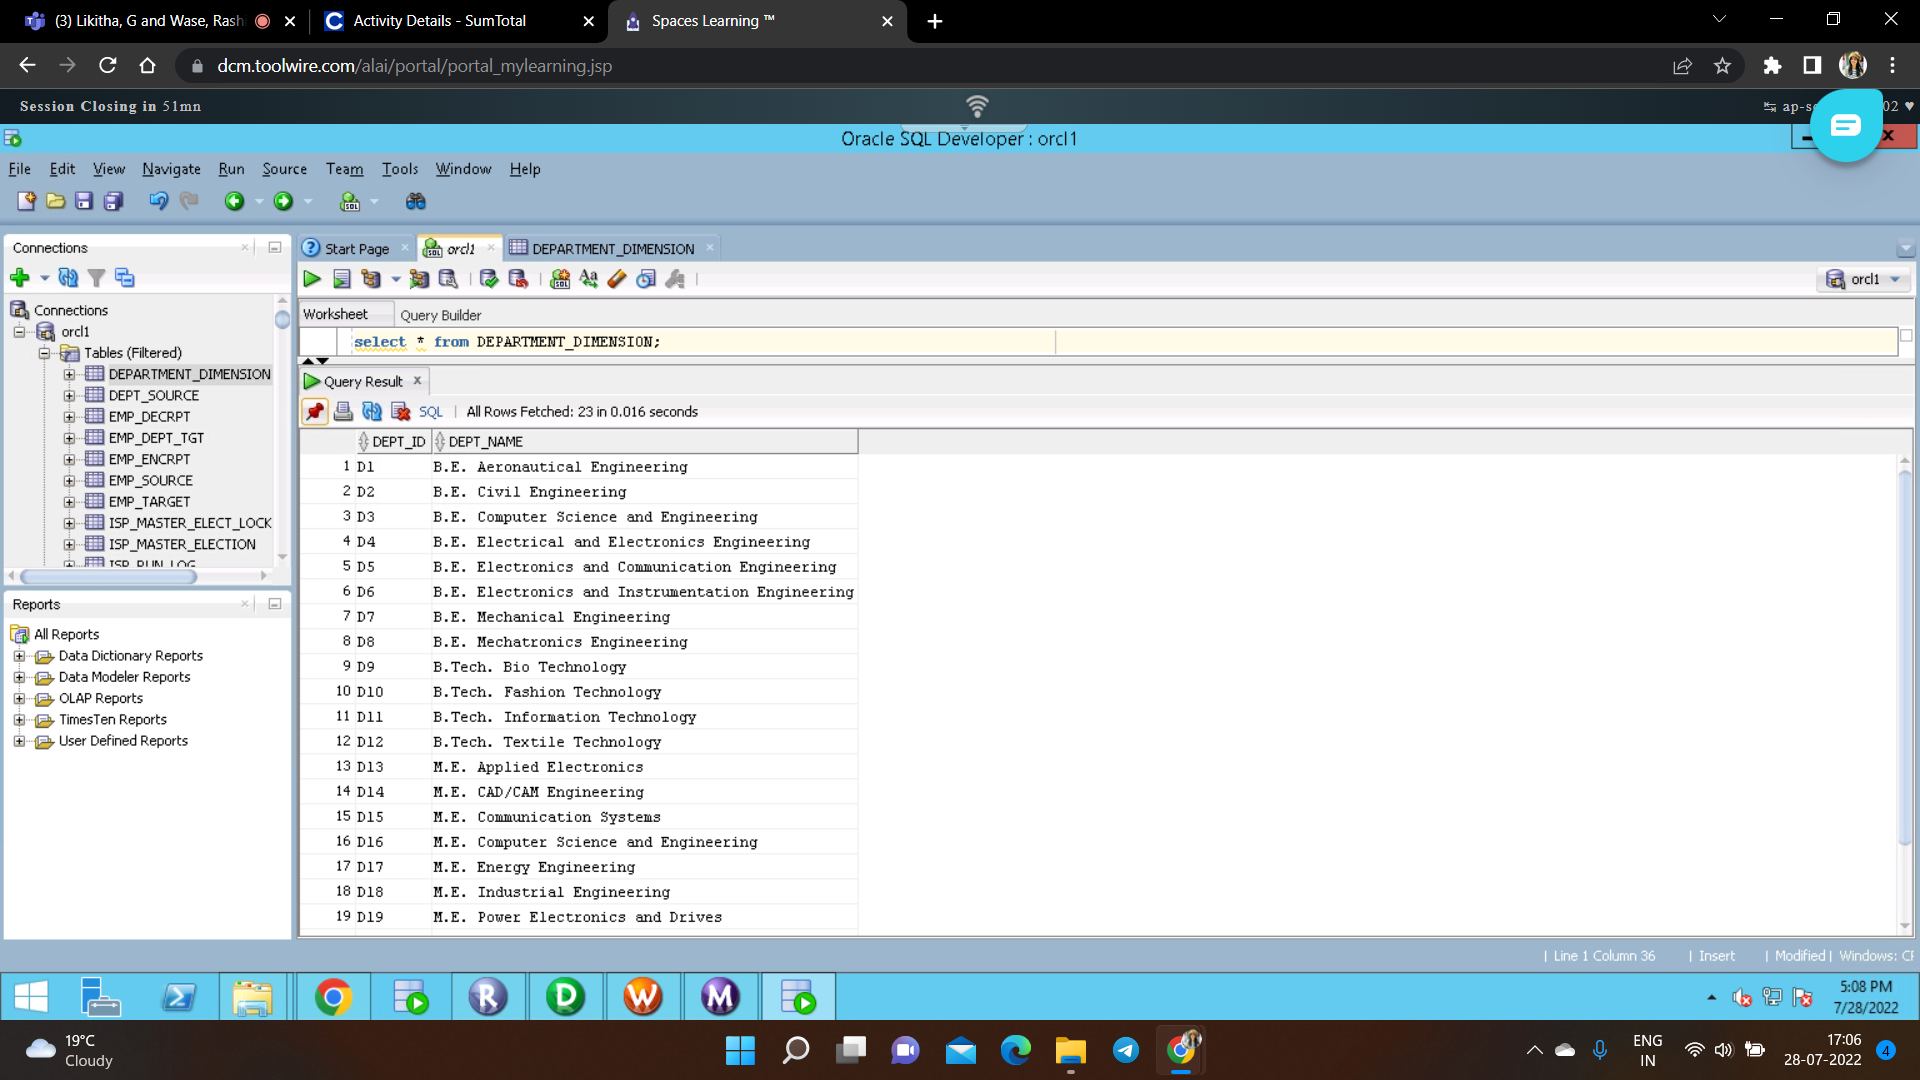 (3) Likitha, G and Wase, Rash
Activity Details - SumTotal
Spaces Learning ™
dcm.toolwire.com/alai/portal/portal_mylearning.jsp
Session Closing in 51mn
02
Oracle SQL Developer : orcl1
File Edit View Navigate Run Source Team Tools Window Help
Connections
Start Page
orcl1
DEPARTMENT_DIMENSION
orcl1
Connections
orcl1
Tables (Filtered)
DEPARTMENT_DIMENSION
DEPT_SOURCE
EMP_DECRPT
EMP_DEPT_TGT
EMP_ENCRPT
EMP_SOURCE
EMP_TARGET
ISP_MASTER_ELECT_LOCK
ISP_MASTER_ELECTION
ISP_RUN_LOG
Worksheet Query Builder
select * from DEPARTMENT_DIMENSION;
Query Result
SQL | All Rows Fetched: 23 in 0.016 seconds
DEPT_ID DEPT_NAME
1 D1 B.E. Aeronautical Engineering
2 D2 B.E. Civil Engineering
3 D3 B.E. Computer Science and Engineering
4 D4 B.E. Electrical and Electronics Engineering
5 D5 B.E. Electronics and Communication Engineering
6 D6 B.E. Electronics and Instrumentation Engineering
7 D7 B.E. Mechanical Engineering
8 D8 B.E. Mechatronics Engineering
9 D9 B.Tech. Bio Technology
10 D10 B.Tech. Fashion Technology
11 D11 B.Tech. Information Technology
12 D12 B.Tech. Textile Technology
13 D13 M.E. Applied Electronics
14 D14 M.E. CAD/CAM Engineering
15 D15 M.E. Communication Systems
16 D16 M.E. Computer Science and Engineering
17 D17 M.E. Energy Engineering
18 D18 M.E. Industrial Engineering
19 D19 M.E. Power Electronics and Drives
Reports
All Reports
Data Dictionary Reports
Data Modeler Reports
OLAP Reports
TimesTen Reports
User Defined Reports
| Line 1 Column 36 | Insert | Modified | Windows: CF
5:08 PM
7/28/2022
19°C
Cloudy
ENG
IN
17:06
28-07-2022
4